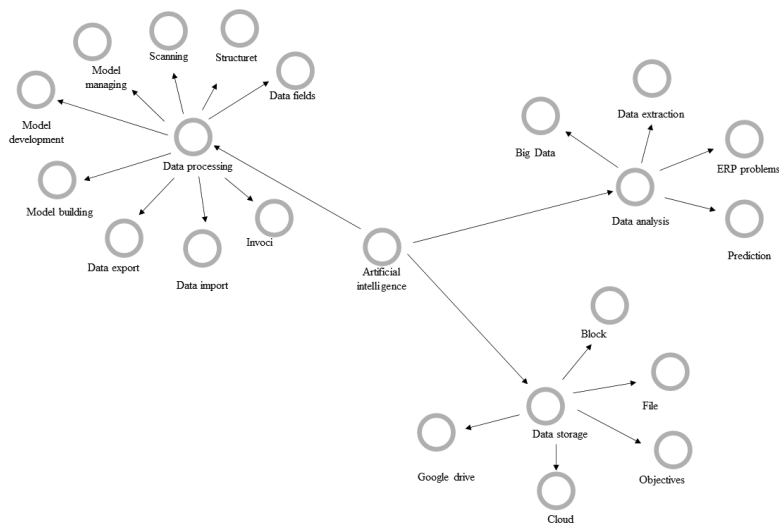 Scanning
Structuret
Model
managing
Data fields
Model
development
Data processing
Model building
Invoci
Data export
Data import
Artificial
intelligence
Data extraction
Big Data
ERP problems
Data analysis
Prediction
Block
File
Data storage
Google drive
Objectives
Cloud